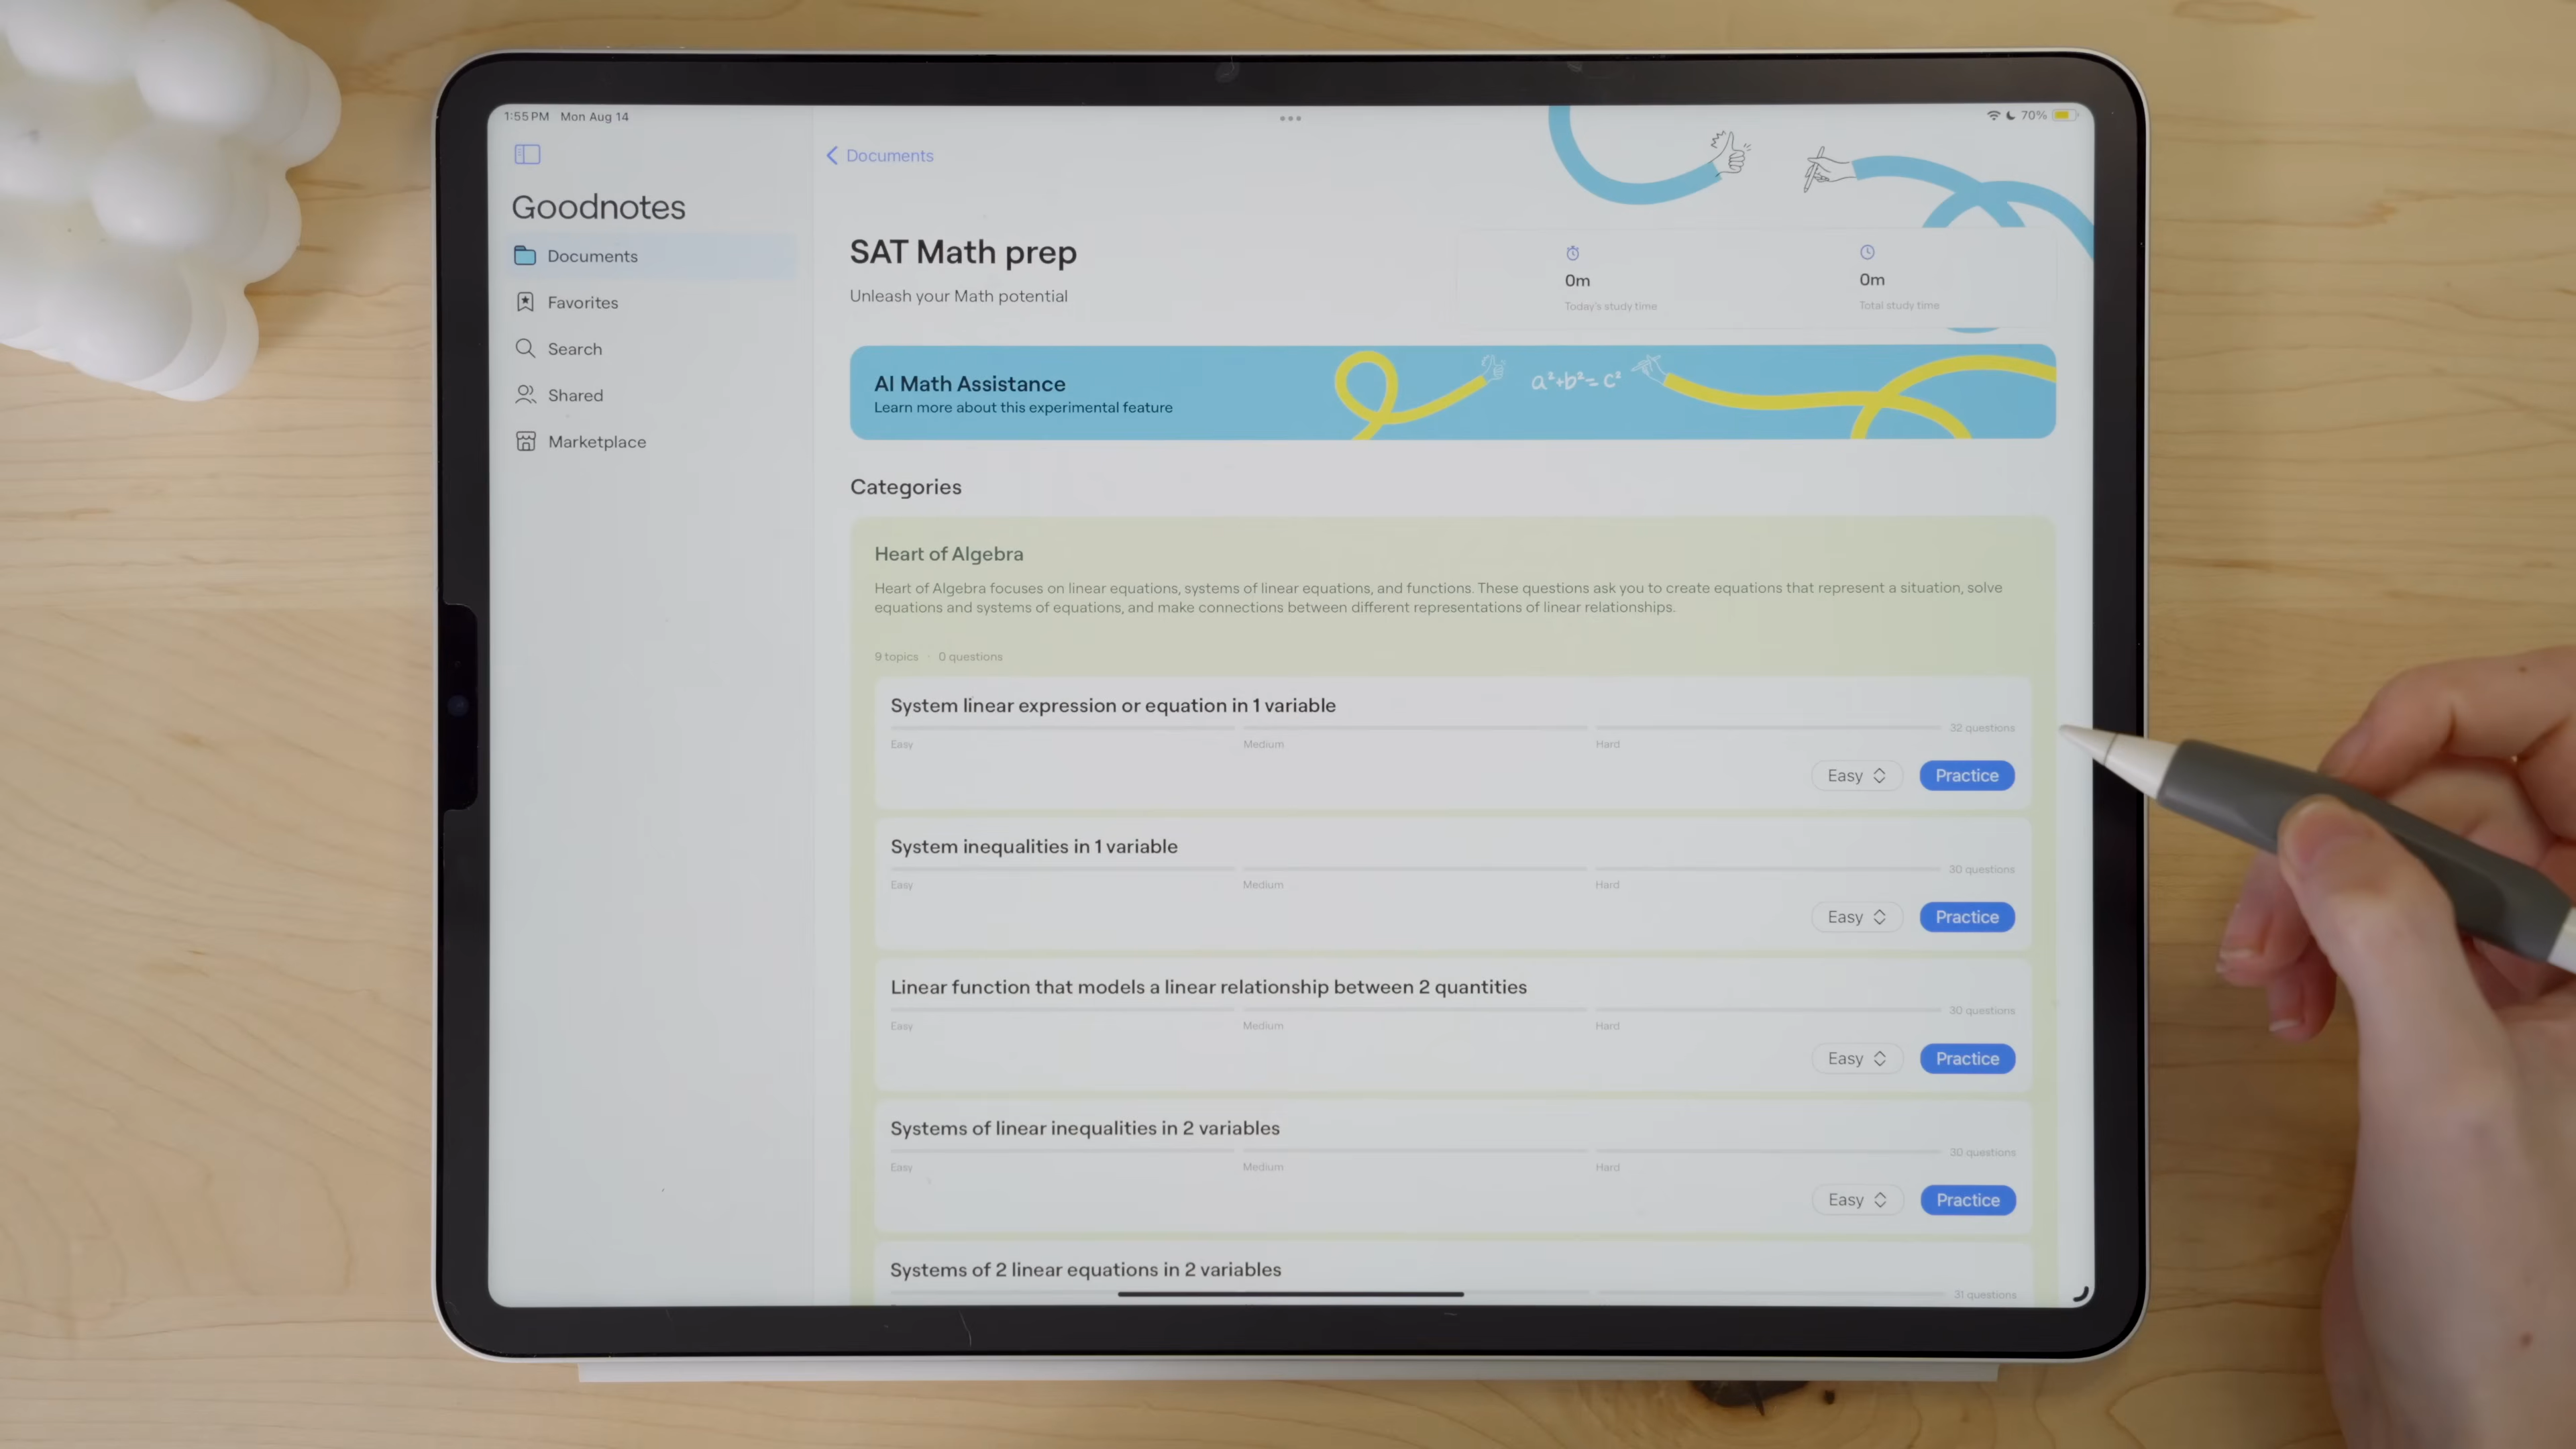 1:55 PM Mon Aug 14
70%
Goodnotes
Documents
Favorites
Search
Shared
Marketplace
Documents
SAT Math prep
Unleash your Math potential
0m
Today's study time
0m
Total study time
AI Math Assistance
Learn more about this experimental feature
a²+b²=c²
Categories
Heart of Algebra
Heart of Algebra focuses on linear equations, systems of linear equations, and functions. These questions ask you to create equations that represent a situation, solve
equations and systems of equations, and make connections between different representations of linear relationships.
9 topics · 0 questions
System linear expression or equation in 1 variable
32 questions
Easy Medium Hard
Easy Practice
System inequalities in 1 variable
30 questions
Easy Medium Hard
Easy Practice
Linear function that models a linear relationship between 2 quantities
30 questions
Easy Medium Hard
Easy Practice
Systems of linear inequalities in 2 variables
30 questions
Easy Medium Hard
Easy Practice
Systems of 2 linear equations in 2 variables
31 questions